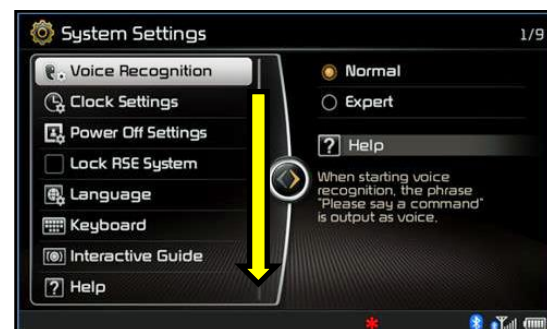 System Settings
1/9
Voice Recognition
Clock Settings
Power Off Settings
Lock RSE System
Language
Keyboard
Interactive Guide
? Help
Normal
Expert
? Help
When starting voice
recognition, the phrase
"Please say a command"
is output as voice.